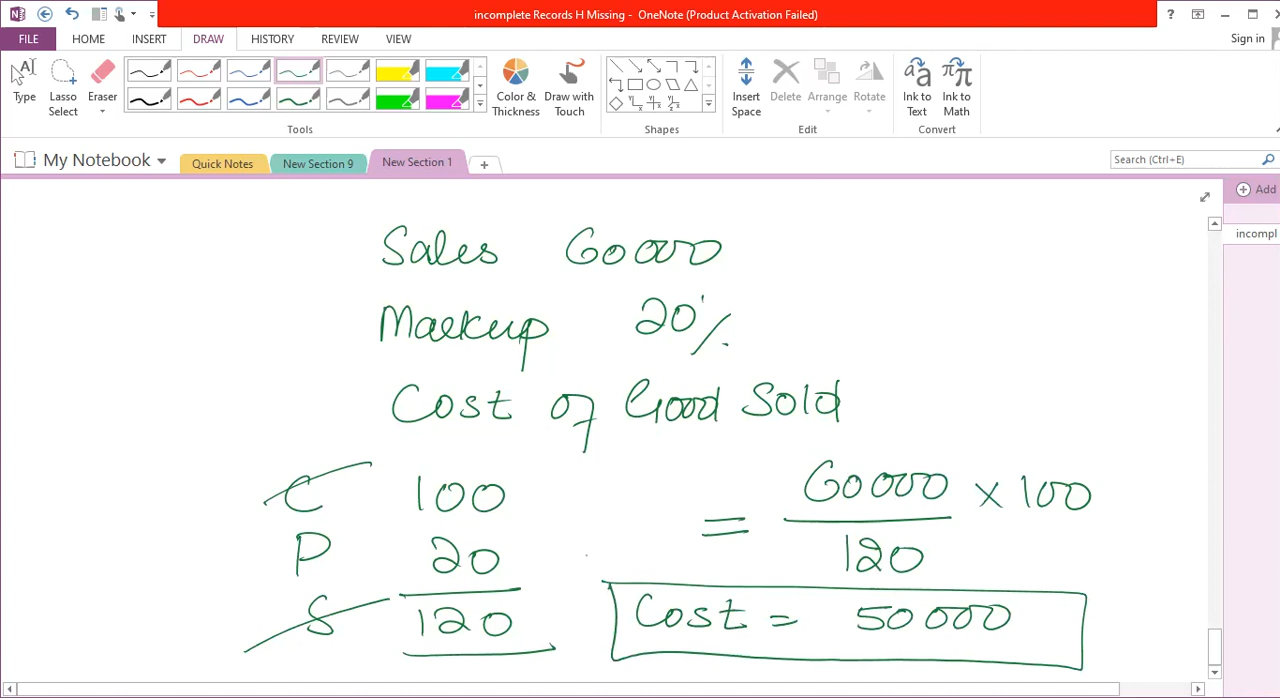 incomplete Records H Missing - OneNote (Product Activation Failed)
? 
Sign in
FILE HOME INSERT DRAW HISTORY REVIEW VIEW
Type Lasso Select Eraser
Color & Thickness Draw with Touch
Insert Space Delete Arrange Rotate
Ink to Text Ink to Math
Tools Shapes Edit Convert
My Notebook Quick Notes New Section 9 New Section 1 +
Search (Ctrl+E)
Add
incompl
Sales 60000
Markup 20%
Cost of Good Sold
C 100
P 20
S 120
= 60000 × 100
120
Cost = 50000